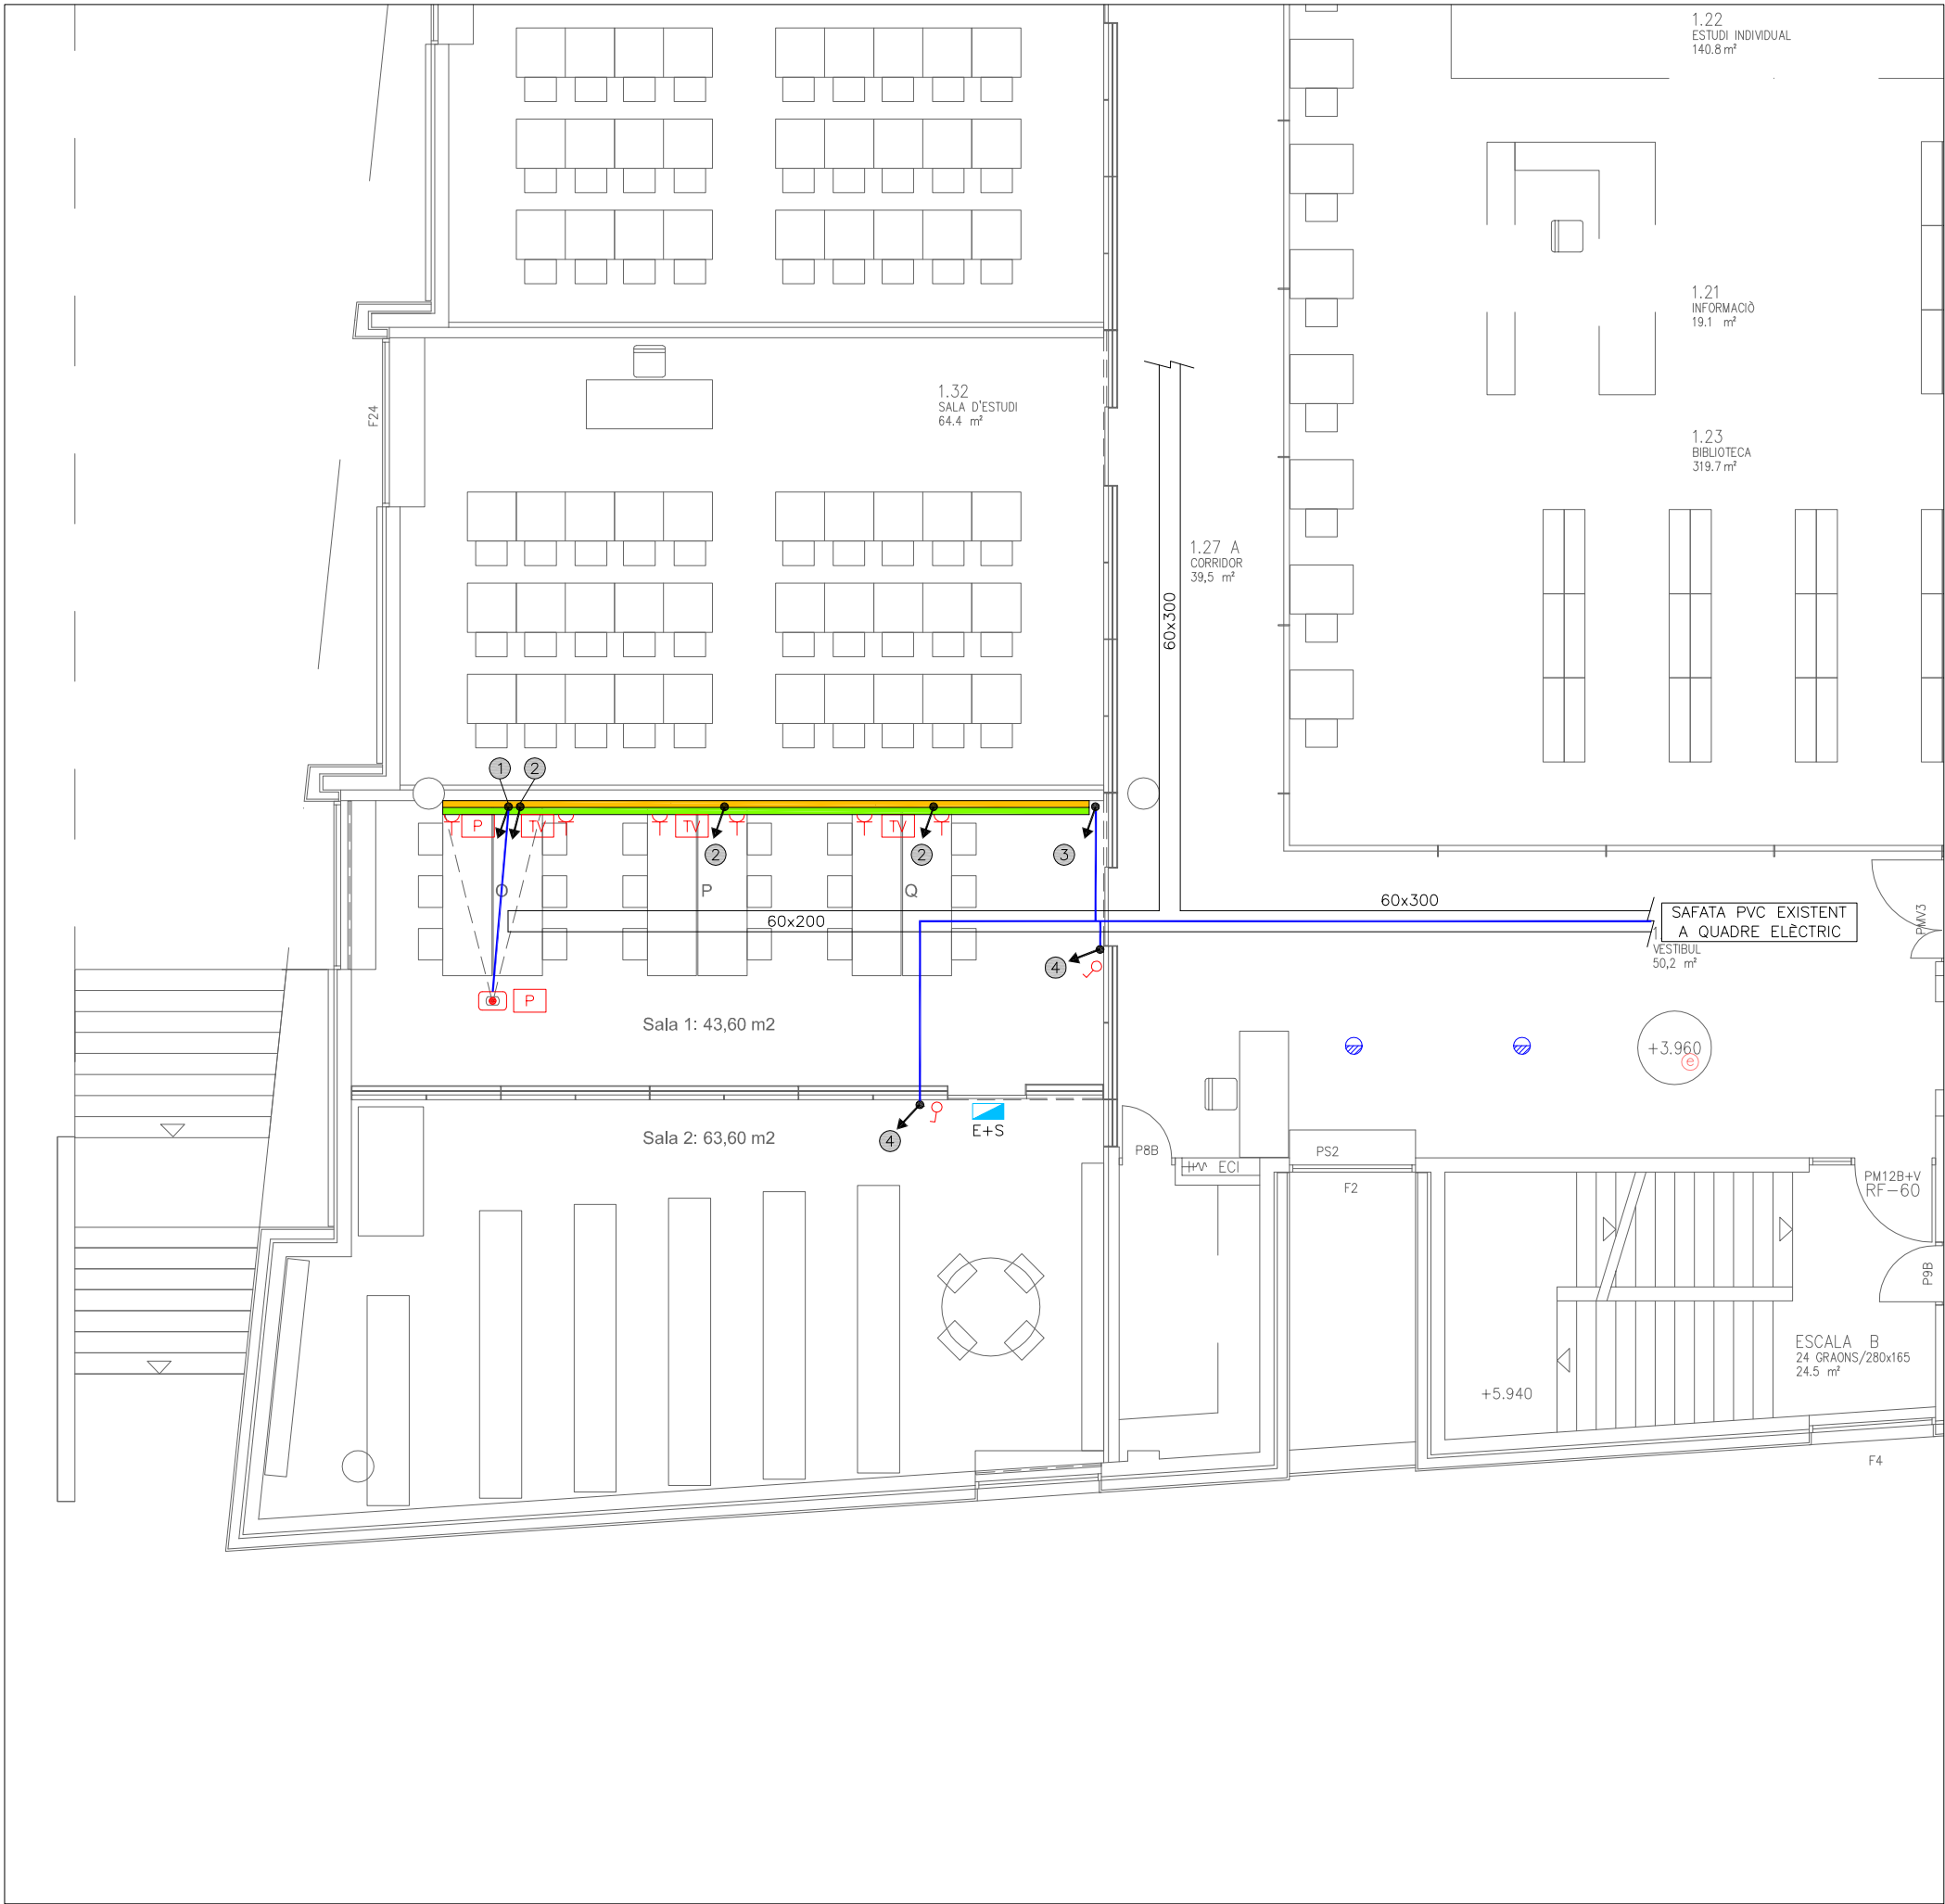 1.22
ESTUDI INDIVIDUAL
140.8 m²
1.21
INFORMACIÒ
19.1 m²
F24
1.32
SALA D'ESTUDI
64.4 m²
1.23
BIBLIOTECA
319.7 m²
1.27 A
CORRIDOR
39,5 m²
60x300
1
2
P
TV
TV
TV
2
2
3
O
P
Q
60x200
60x300
SAFATA PVC EXISTENT
A QUADRE ELÈCTRIC
PMV3
VESTIBUL
50,2 m²
4
P
Sala 1: 43,60 m2
+3.960
e
E+S
Sala 2: 63,60 m2
4
P8B
PS2
ECI
F2
PM12B+V
RF-60
P9B
ESCALA B
24 GRAONS/280x165
24.5 m²
+5.940
F4